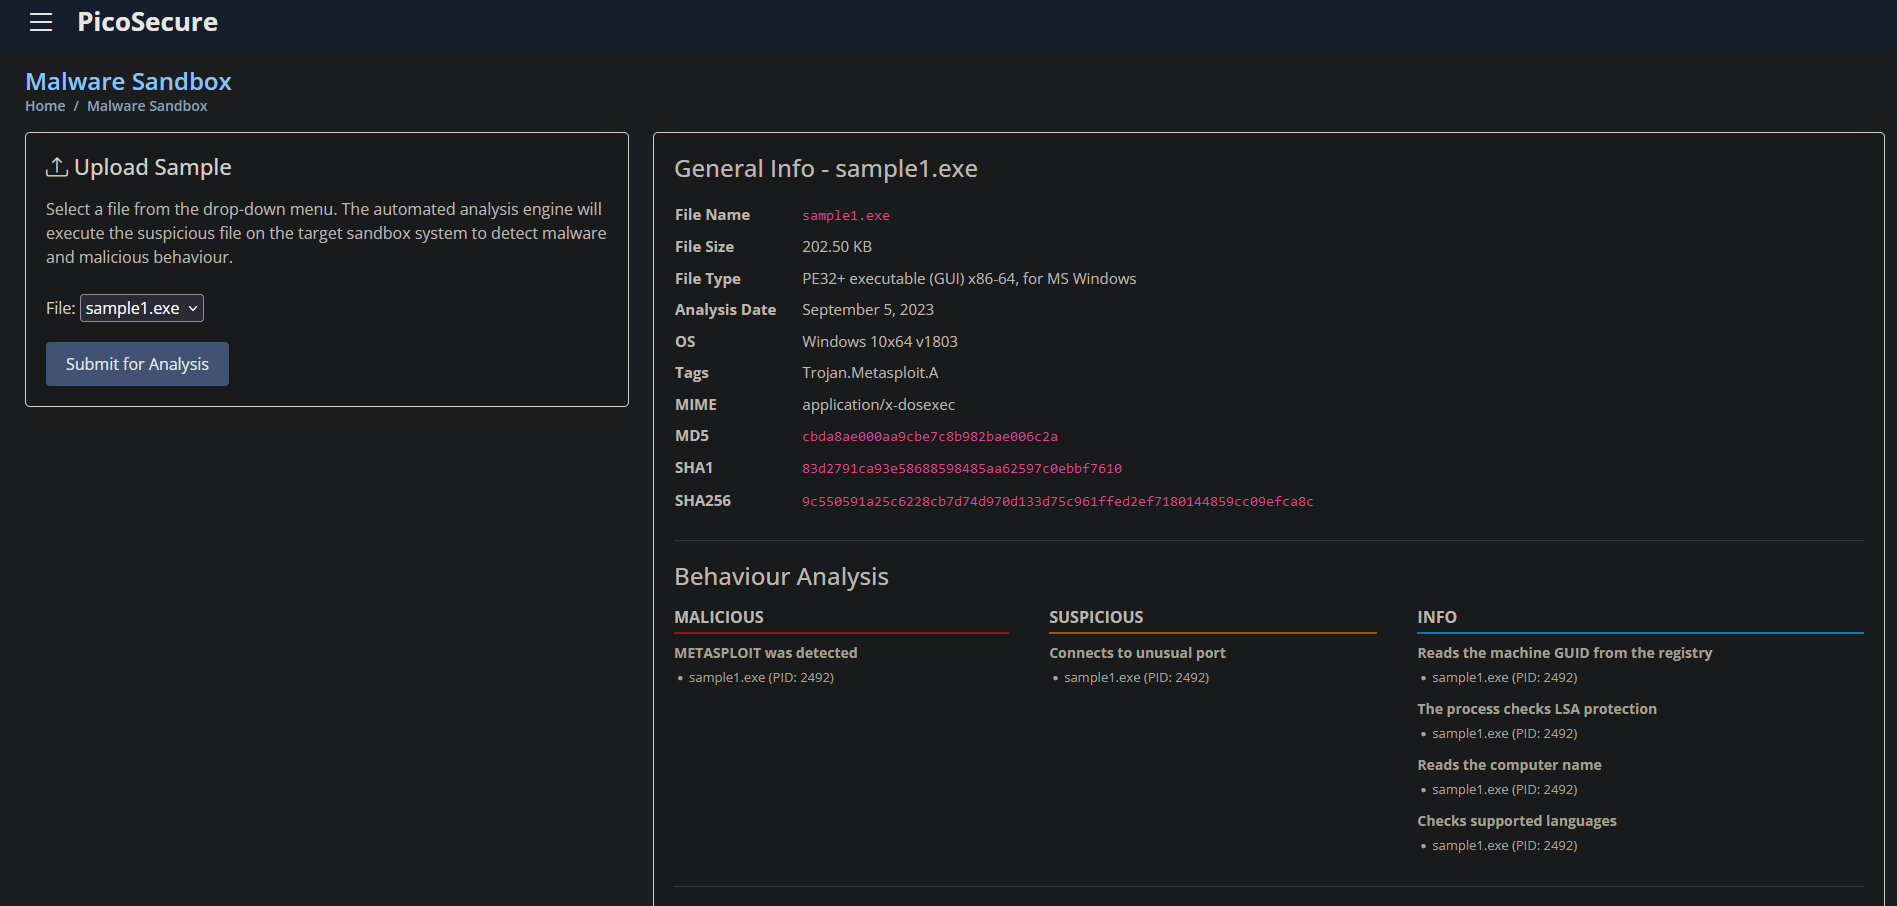 PicoSecure
Malware Sandbox
Home / Malware Sandbox
Upload Sample
Select a file from the drop-down menu. The automated analysis engine will
execute the suspicious file on the target sandbox system to detect malware
and malicious behaviour.
File: sample1.exe
Submit for Analysis
General Info - sample1.exe
File Name sample1.exe
File Size 202.50 KB
File Type PE32+ executable (GUI) x86-64, for MS Windows
Analysis Date September 5, 2023
OS Windows 10x64 v1803
Tags Trojan.Metasploit.A
MIME application/x-dosexec
MD5 cbda8ae000aa9cbe7c8b982bae006c2a
SHA1 83d2791ca93e58688598485aa62597c0ebbf7610
SHA256 9c550591a25c6228cb7d74d970d133d75c961ffed2ef7180144859cc09efca8c
Behaviour Analysis
MALICIOUS
METASPLOIT was detected
• sample1.exe (PID: 2492)
SUSPICIOUS
Connects to unusual port
• sample1.exe (PID: 2492)
INFO
Reads the machine GUID from the registry
• sample1.exe (PID: 2492)
The process checks LSA protection
• sample1.exe (PID: 2492)
Reads the computer name
• sample1.exe (PID: 2492)
Checks supported languages
• sample1.exe (PID: 2492)